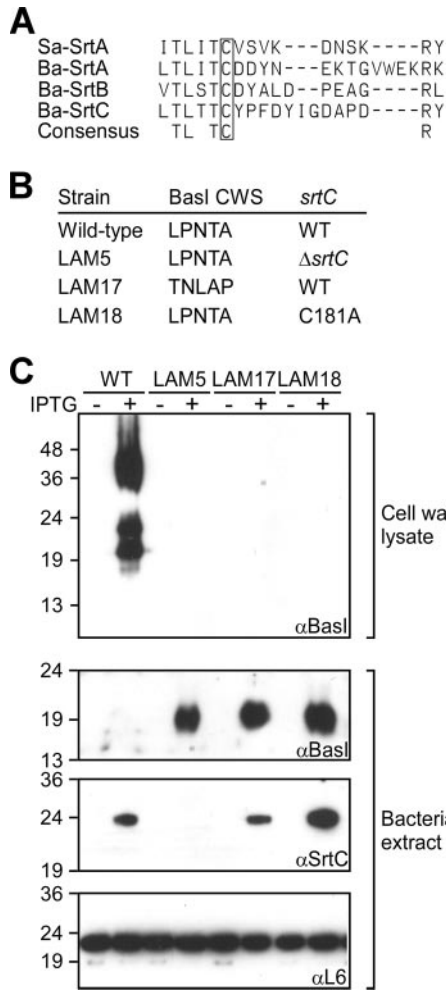 A
Sa-SrtA ITLITCVSVK---DNSK----RY
Ba-SrtA LTLITCDDYN---EKTGVWEKRK
Ba-SrtB VTLSTCDYALD--PEAG----RL
Ba-SrtC LTLTTCYPFDYIGDAPD----RY
Consensus TL TC R
B
Strain BasI CWS srtC
Wild-type LPNTA WT
LAM5 LPNTA ΔsrtC
LAM17 TNLAP WT
LAM18 LPNTA C181A
C
WT LAM5 LAM17 LAM18
IPTG - + - + - + - +
48
36
24
19
13
αBasI
Cell wa
lysate
24
19
13
αBasI
36
24
19
αSrtC
Bacteria
extract
36
24
19
αL6